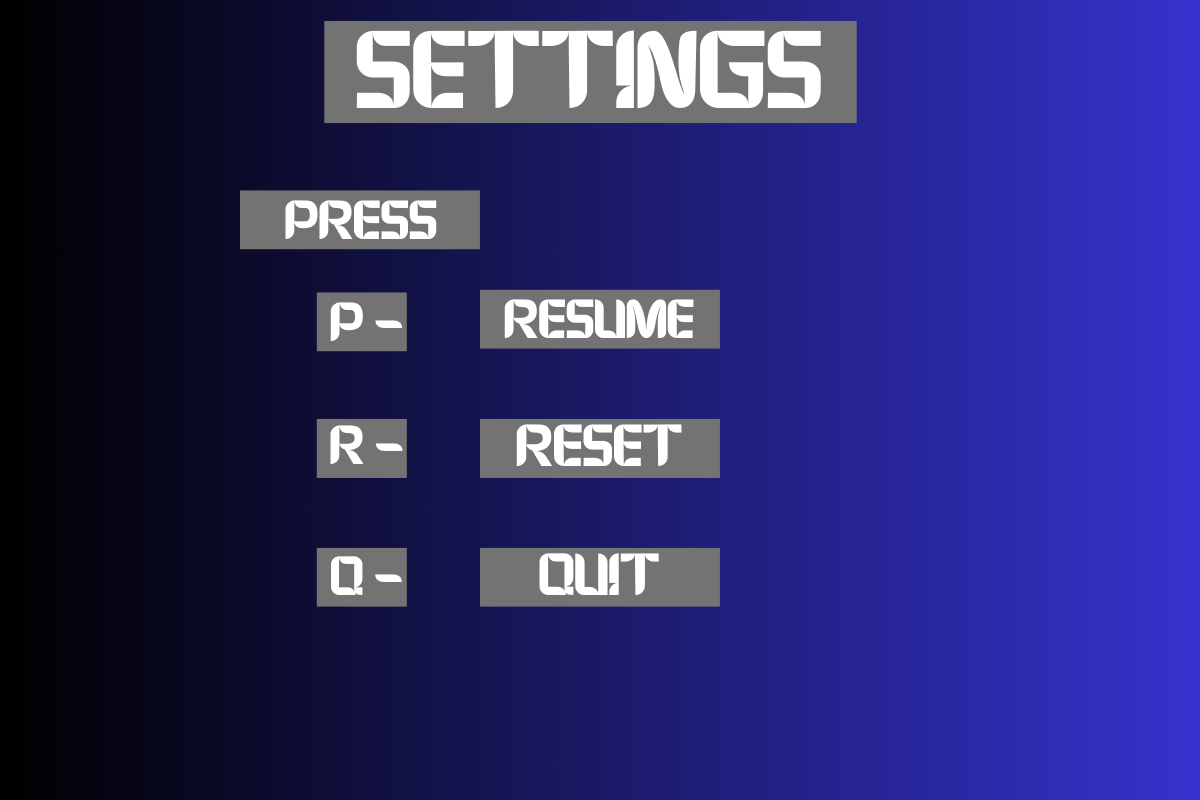 SETTINGS
PRESS
P - RESUME
R - RESET
Q - QUIT